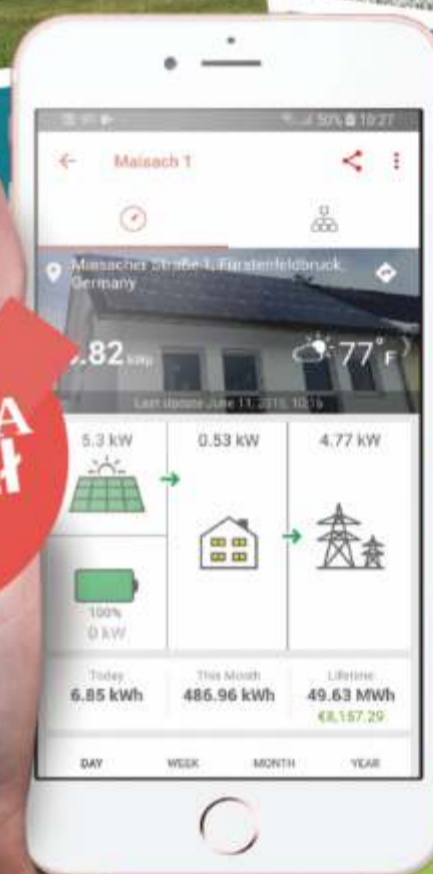 50% 10:27
Maisach 1
Maisacher Straße 1, Fürstenfeldbruck,
Germany
.82 kWp
77°F
Last Update June 11, 2019, 10:16
5.3 kW
0.53 kW
4.77 kW
100%
0 kW
Today
6.85 kWh
This Month
486.96 kWh
Lifetime
49.63 MWh
€8,157.29
DAY WEEK MONTH YEAR